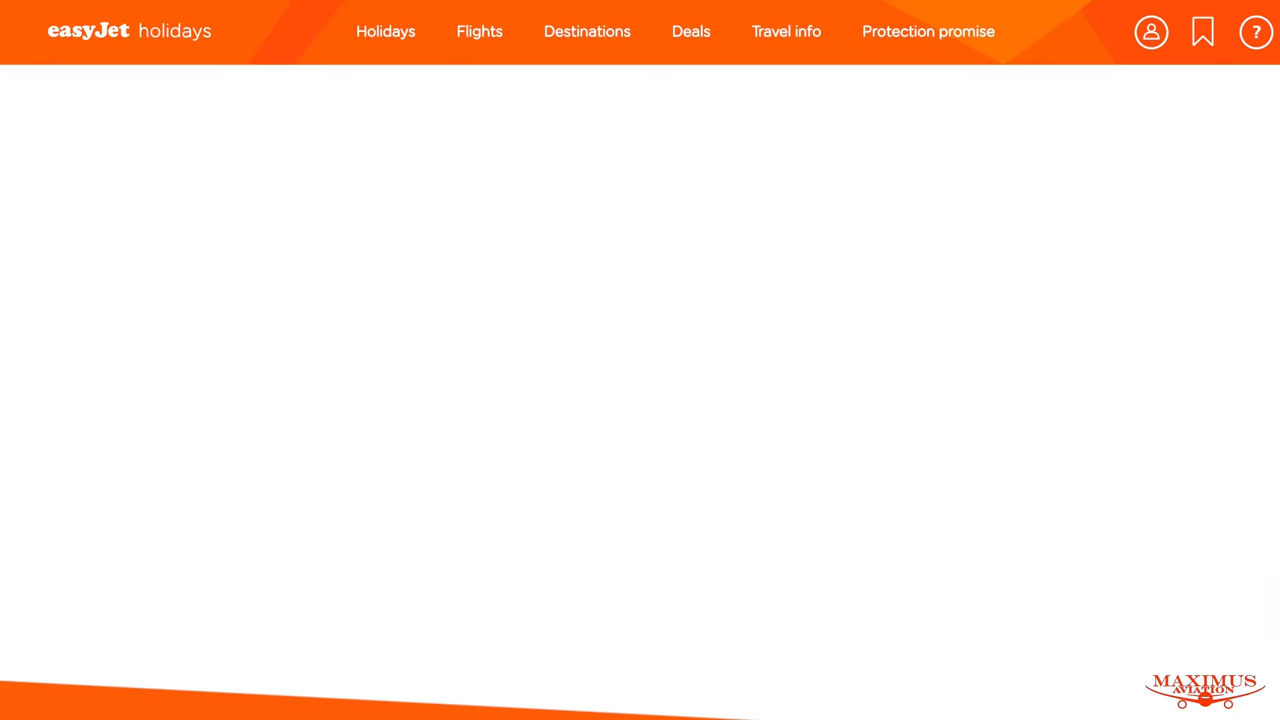 easyJet holidays Holidays Flights Destinations Deals Travel info Protection promise ?
MAXIMUS
AVIATION